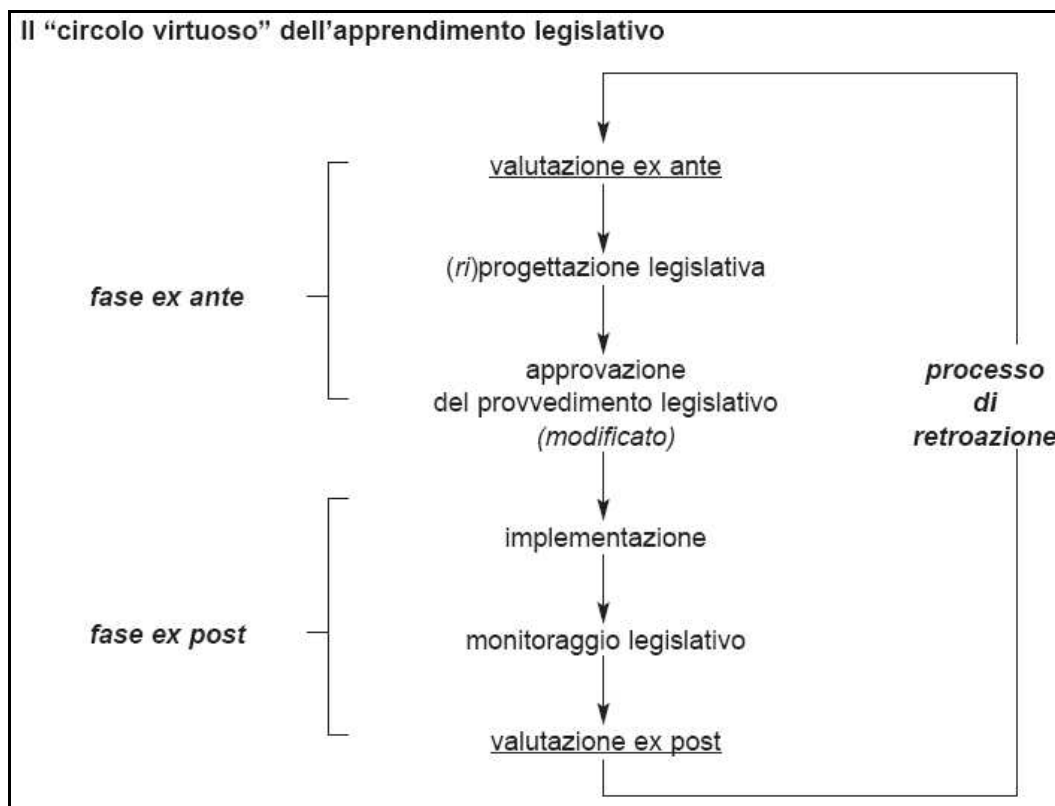 Il “circolo virtuoso” dell’apprendimento legislativo
valutazione ex ante
(ri)progettazione legislativa
fase ex ante
approvazione
del provvedimento legislativo
(modificato)
processo
di
retroazione
implementazione
fase ex post
monitoraggio legislativo
valutazione ex post